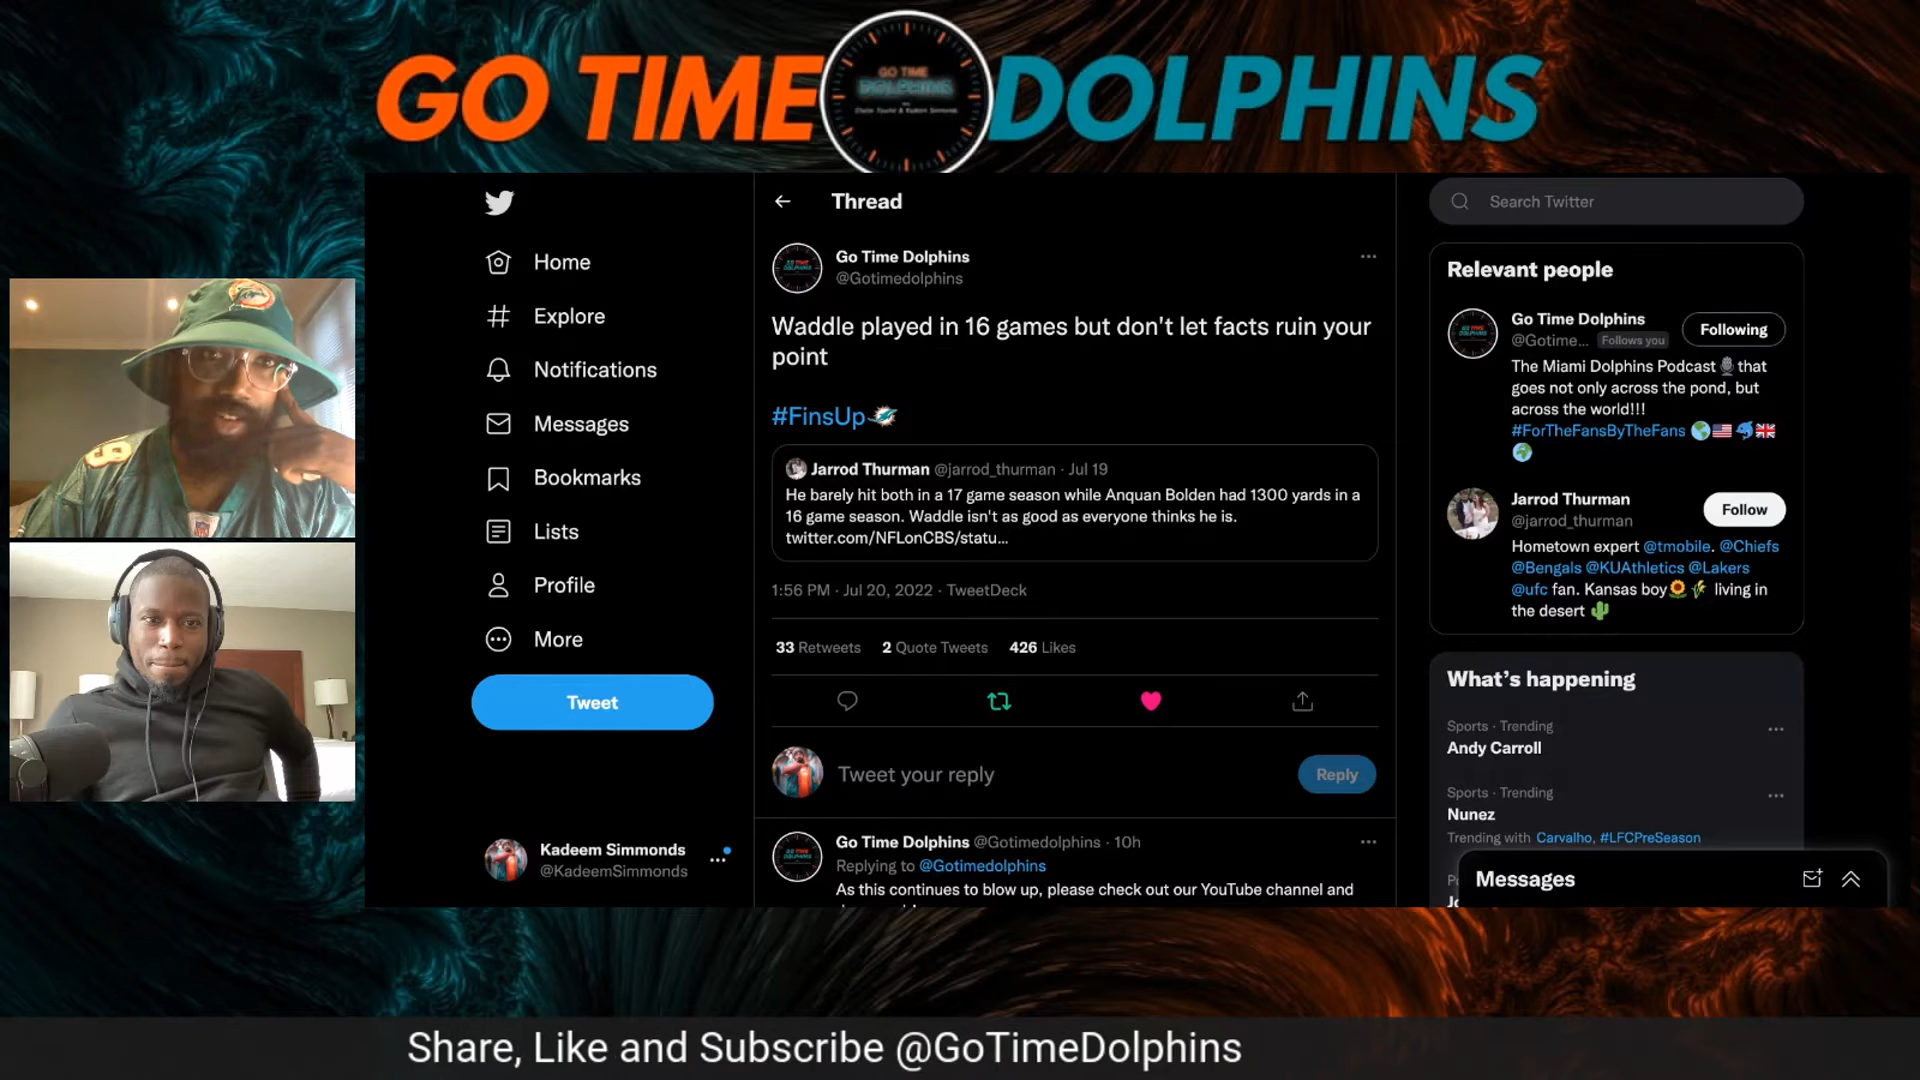 GO TIME DOLPHINS
GO TIME
DOLPHINS
Thread
Search Twitter
Home
Explore
Notifications
Messages
Bookmarks
Lists
Profile
More
Tweet
Kadeem Simmonds
@KadeemSimmonds
Go Time Dolphins
@Gotimedolphins
Waddle played in 16 games but don't let facts ruin your
point
#FinsUp
Jarrod Thurman @jarrod_thurman · Jul 19
He barely hit both in a 17 game season while Anquan Bolden had 1300 yards in a
16 game season. Waddle isn't as good as everyone thinks he is.
twitter.com/NFLonCBS/statu...
1:56 PM · Jul 20, 2022 · TweetDeck
33 Retweets 2 Quote Tweets 426 Likes
Tweet your reply
Reply
Go Time Dolphins @Gotimedolphins · 10h
Replying to @Gotimedolphins
As this continues to blow up, please check out our YouTube channel and
Relevant people
Go Time Dolphins
@Gotime... Follows you
Following
The Miami Dolphins Podcast🎙️that
goes not only across the pond, but
across the world!!!
#ForTheFansByTheFans 🌎🇺🇸🐬🇬🇧
🌍
Jarrod Thurman
@jarrod_thurman
Follow
Hometown expert @tmobile. @Chiefs
@Bengals @KUAthletics @Lakers
@ufc fan. Kansas boy🌻🌾 living in
the desert 🌵
What's happening
Sports · Trending
Andy Carroll
Sports · Trending
Nunez
Trending with Carvalho, #LFCPreSeason
Messages
NFL
Share, Like and Subscribe @GoTimeDolphins